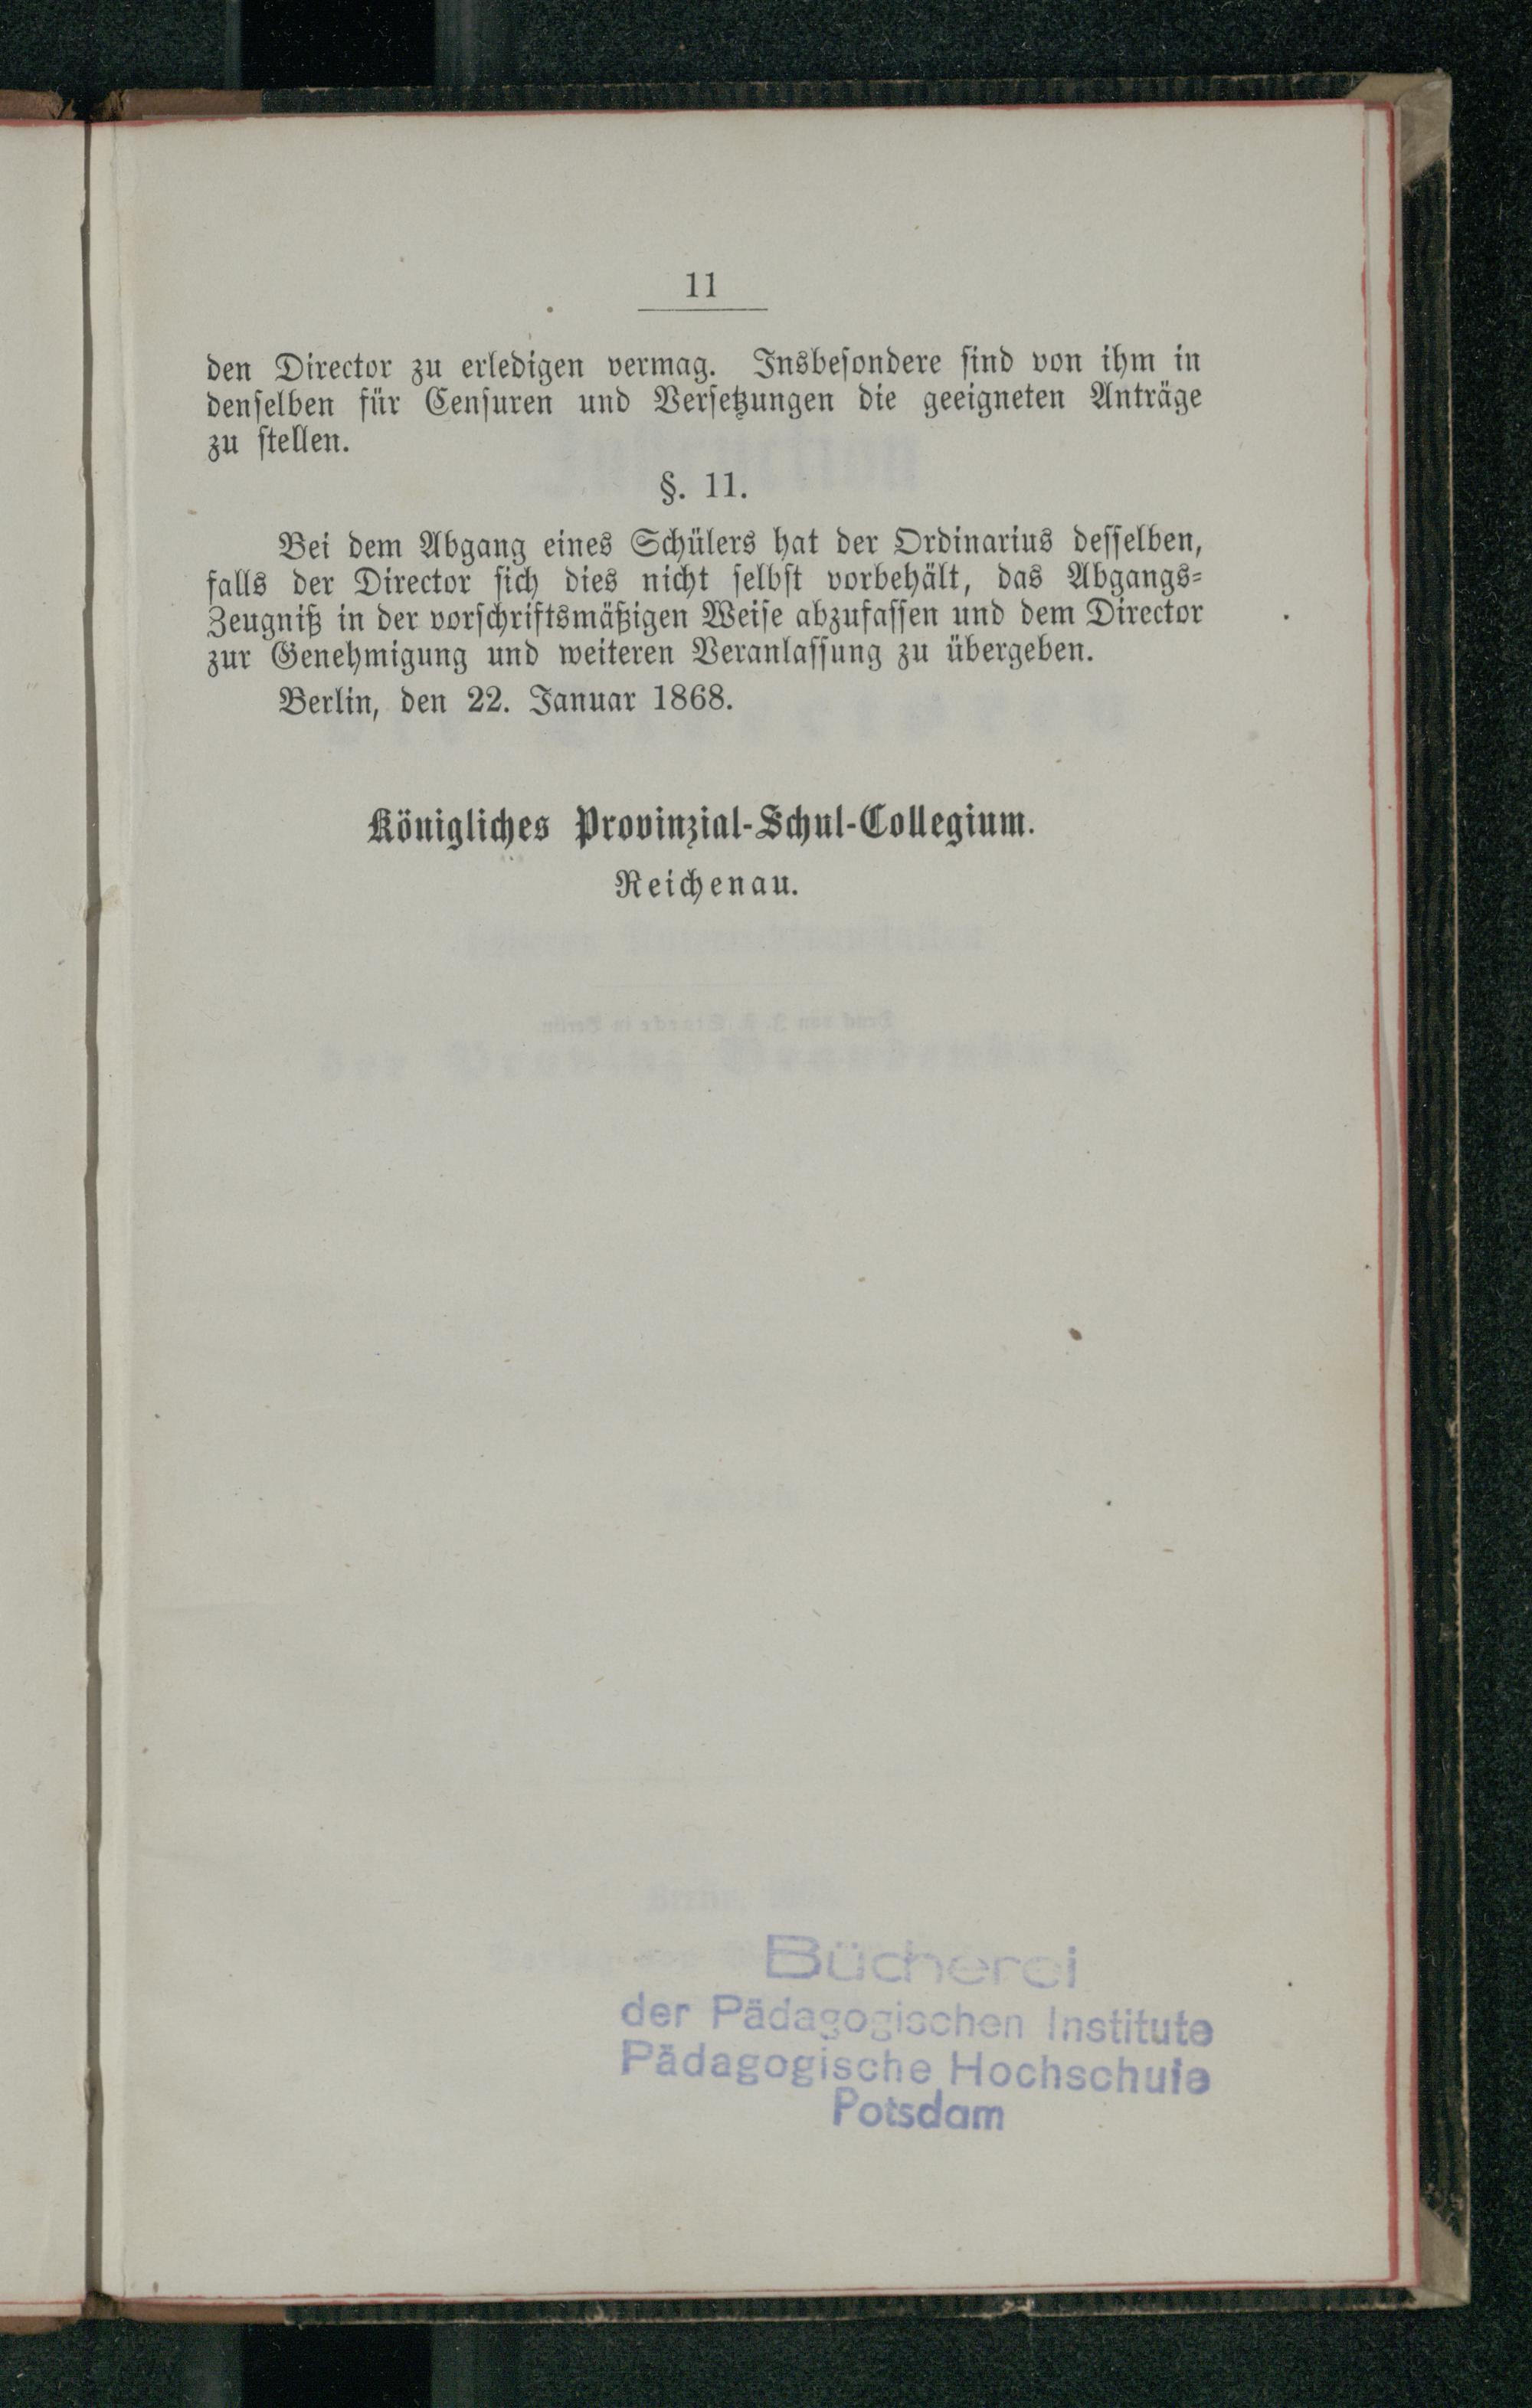 11
den Director zu erledigen vermag. Insbesondere sind von ihm in
denselben für Censuren und Versetzungen die geeigneten Anträge
zu stellen.
§. 11.
Bei dem Abgang eines Schülers hat der Ordinarius desselben,
falls der Director sich dies nicht selbst vorbehält, das Abgangs-
Zeugniß in der vorschriftsmäßigen Weise abzufassen und dem Director
zur Genehmigung und weiteren Veranlassung zu übergeben.
Berlin, den 22. Januar 1868.
Königliches Provinzial-Schul-Collegium.
Reichenau.
Bücherei
der Pädagogischen Institute
Pädagogische Hochschule
Potsdam